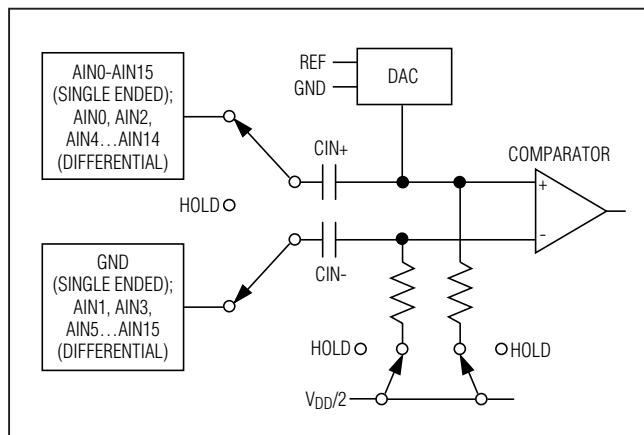 AIN0-AIN15
(SINGLE ENDED);
AIN0, AIN2,
AIN4…AIN14
(DIFFERENTIAL)
REF
GND
DAC
CIN+
COMPARATOR
+
-
HOLD
GND
(SINGLE ENDED);
AIN1, AIN3,
AIN5…AIN15
(DIFFERENTIAL)
CIN-
HOLD
HOLD
VDD/2